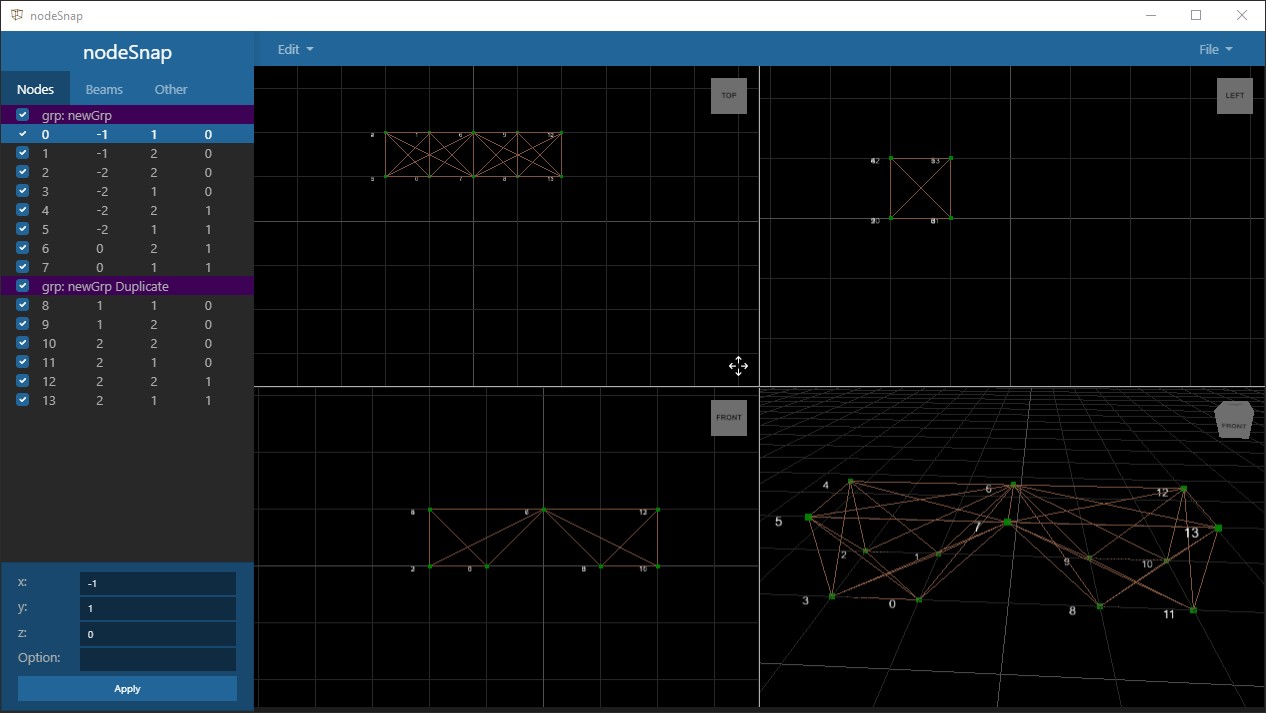 nodeSnap
nodeSnap
Edit
File
Nodes Beams Other
grp: newGrp
0 -1 1 0
1 -1 2 0
2 -2 2 0
3 -2 1 0
4 -2 2 1
5 -2 1 1
6 0 2 1
7 0 1 1
grp: newGrp Duplicate
8 1 1 0
9 1 2 0
10 2 2 0
11 2 1 0
12 2 2 1
13 2 1 1
x: -1
y: 1
z: 0
Option:
Apply
TOP
LEFT
FRONT
12
10
FRONT
4
6
12
5
7
13
2
1
9
10
3
0
8
11